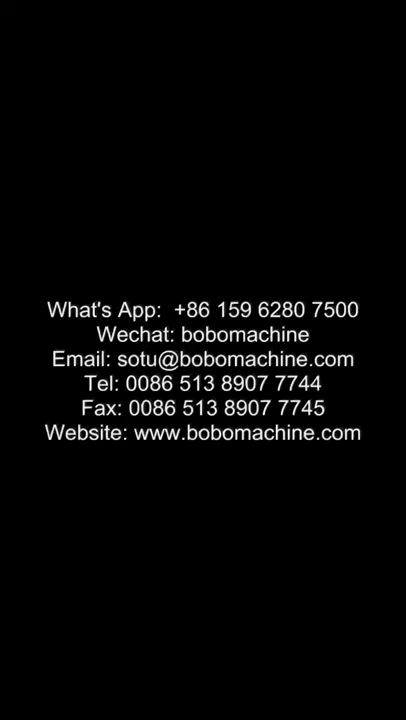 What's App:  +86 159 6280 7500
Wechat: bobomachine
Email: sotu@bobomachine.com
Tel: 0086 513 8907 7744
Fax: 0086 513 8907 7745
Website: www.bobomachine.com